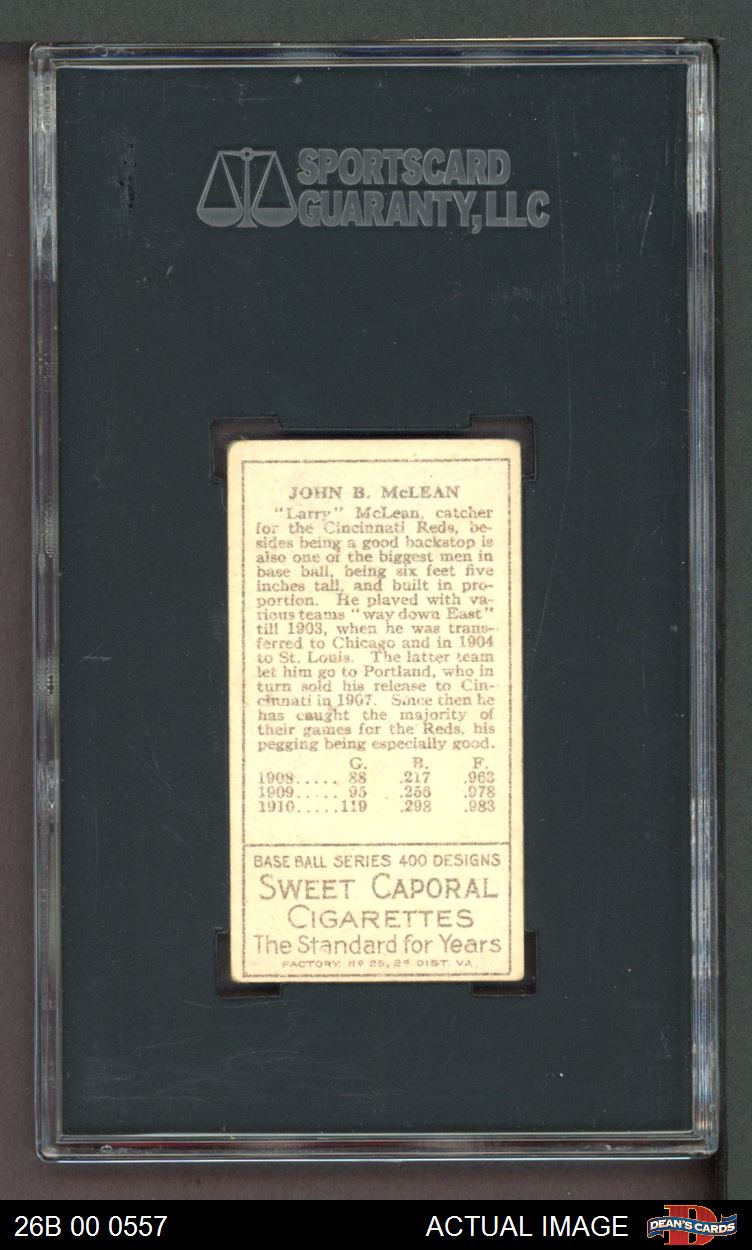 SPORTSCARD
GUARANTY, LLC
JOHN B. McLEAN
"Larry" McLean, catcher
for the Cincinnati Reds, be-
sides being a good backstop is
also one of the biggest men in
base ball, being six feet five
inches tall, and built in pro-
portion. He played with va-
rious teams "way down East"
till 1903, when he was trans-
ferred to Chicago and in 1904
to St. Louis. The latter team
let him go to Portland, who in
turn sold his release to Cin-
cinnati in 1907. Since then he
has caught the majority of
their games for the Reds, his
pegging being especially good.
G. B. F.
1908..... 88 .217 .963
1909..... 95 .256 .978
1910.....119 .298 .983
BASE BALL SERIES 400 DESIGNS
SWEET CAPORAL
CIGARETTES
The Standard for Years
FACTORY Nº 25, 2ᵈ DIST. VA.
26B 00 0557 ACTUAL IMAGE DEAN'S CARDS